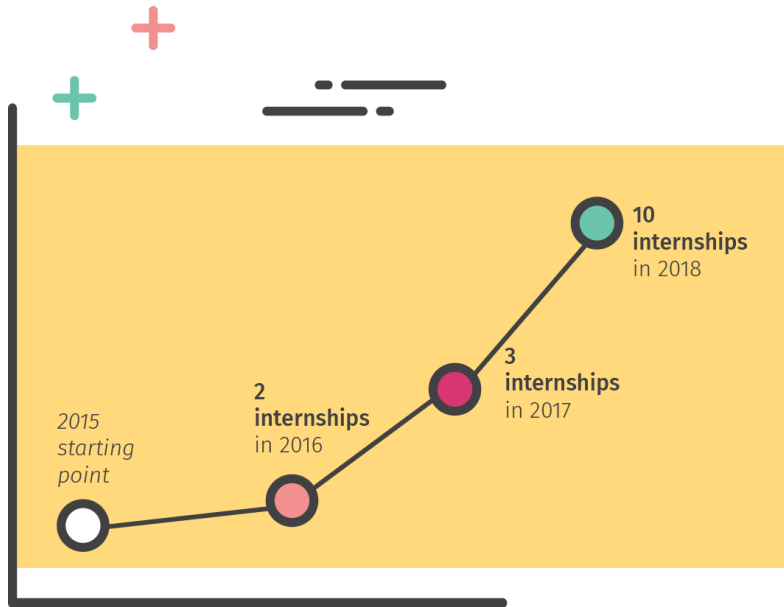 10
internships
in 2018
3
internships
in 2017
2
internships
in 2016
2015
starting
point